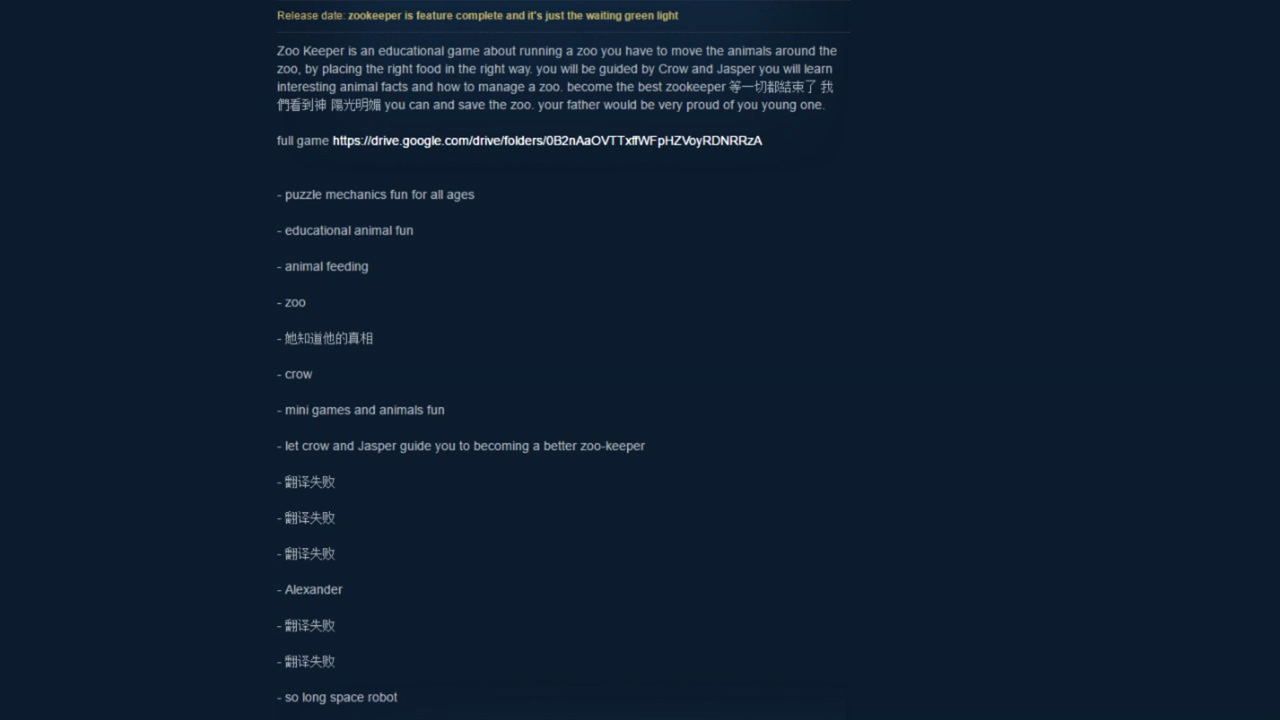 Release date: zookeeper is feature complete and it's just the waiting green light
Zoo Keeper is an educational game about running a zoo you have to move the animals around the
zoo, by placing the right food in the right way. you will be guided by Crow and Jasper you will learn
interesting animal facts and how to manage a zoo. become the best zookeeper 等一切都結束了 我
們看到神 陽光明媚 you can and save the zoo. your father would be very proud of you young one.
full game https://drive.google.com/drive/folders/0B2nAaOVTTxffWFpHZVoyRDNRRzA
- puzzle mechanics fun for all ages
- educational animal fun
- animal feeding
- zoo
- 她知道他的真相
- crow
- mini games and animals fun
- let crow and Jasper guide you to becoming a better zoo-keeper
- 翻译失败
- 翻译失败
- 翻译失败
- Alexander
- 翻译失败
- 翻译失败
- so long space robot